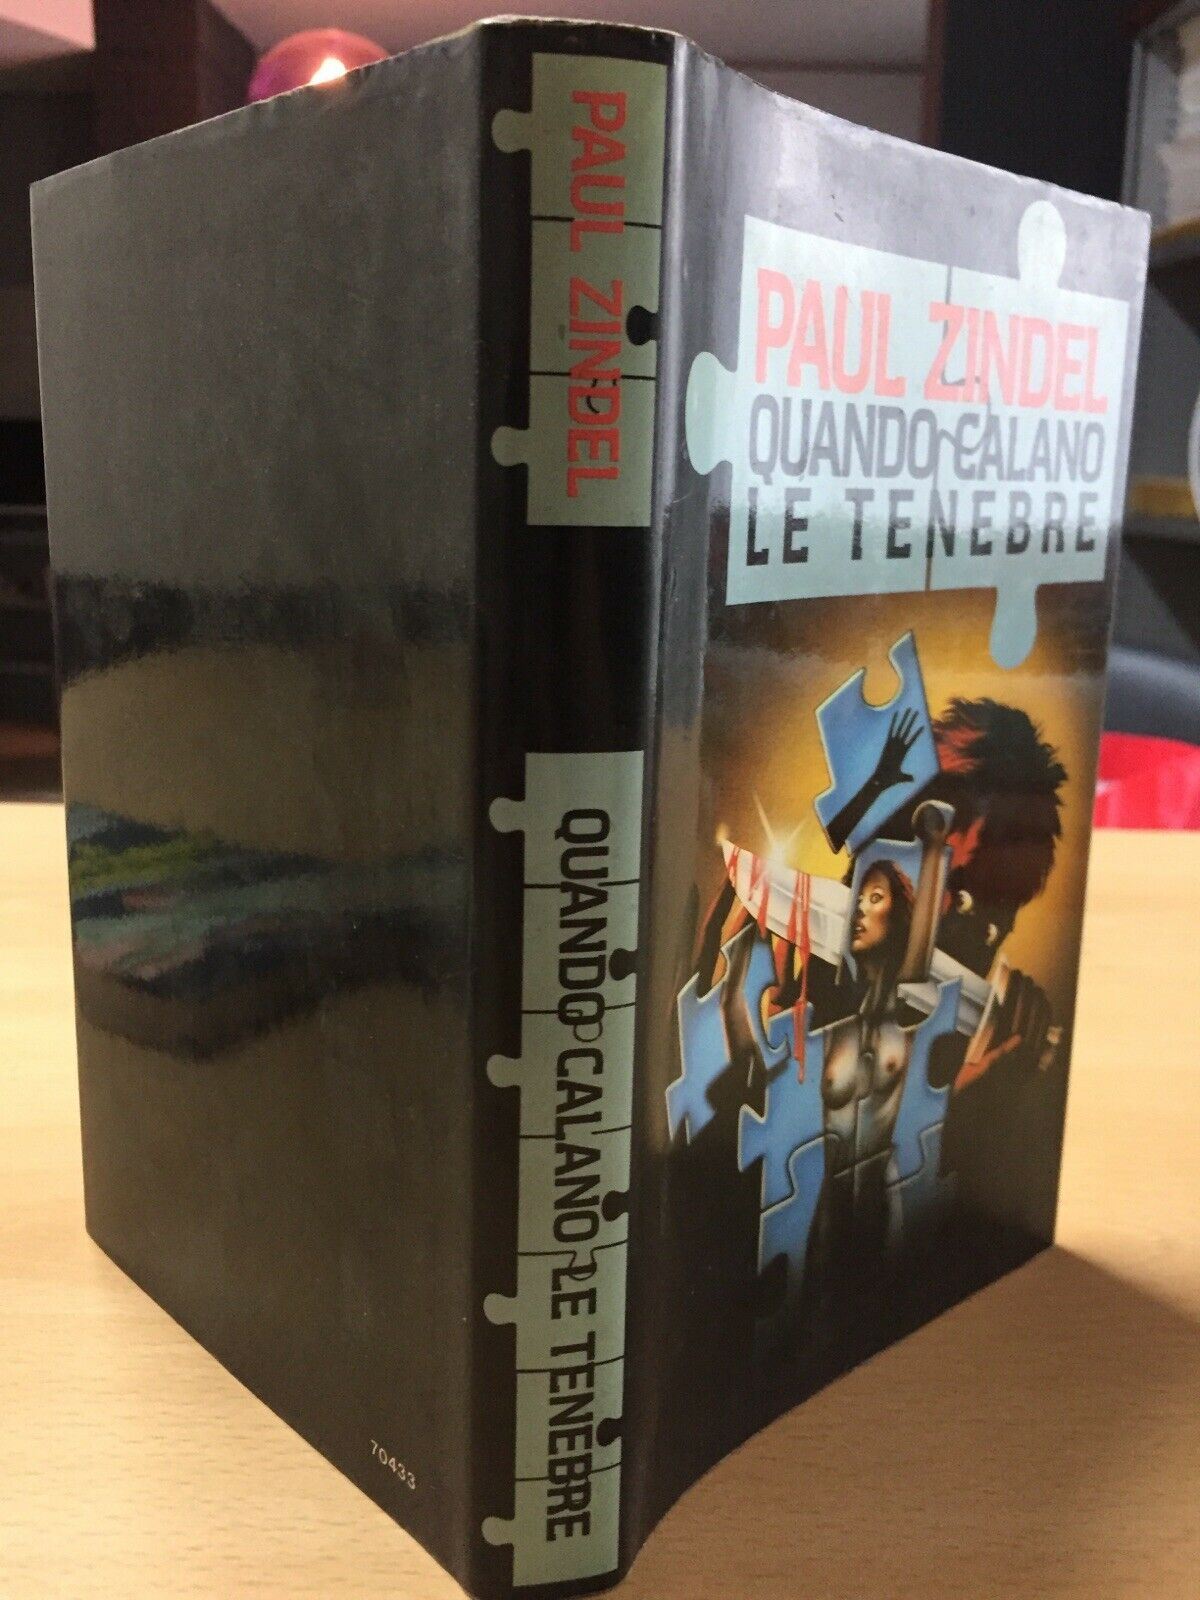 PAUL ZINDEL
QUANDO CALANO LE TENEBRE
PAUL ZINDEL
QUANDO CALANO
LE TENEBRE
70433